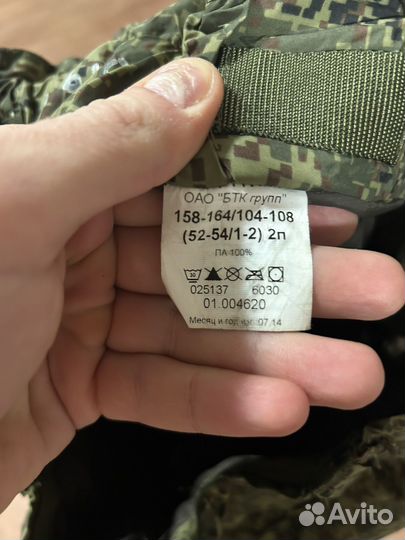 ОАО "БТК групп"
158-164/104-108
(52-54/1-2) 2п
ПА 100%
30
025137 6030
01.004620
Месяц и год изг. 07.14
Avito